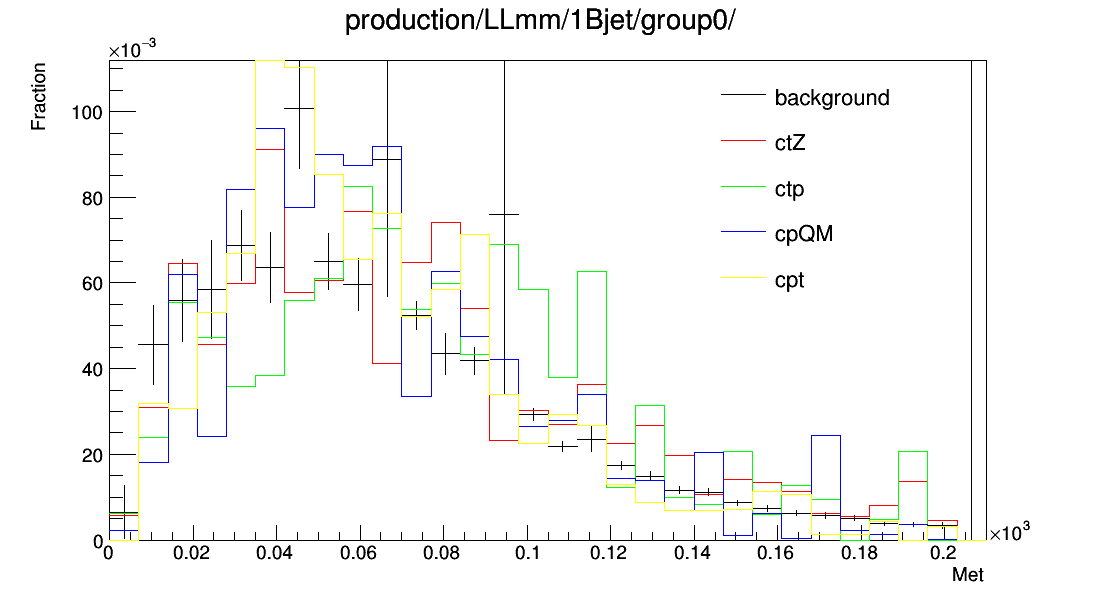 production/LLmm/1Bjet/group0/
×10⁻³
Fraction
100
80
60
40
20
0
background
ctZ
ctp
cpQM
cpt
0 0.02 0.04 0.06 0.08 0.1 0.12 0.14 0.16 0.18 0.2
×10³
Met